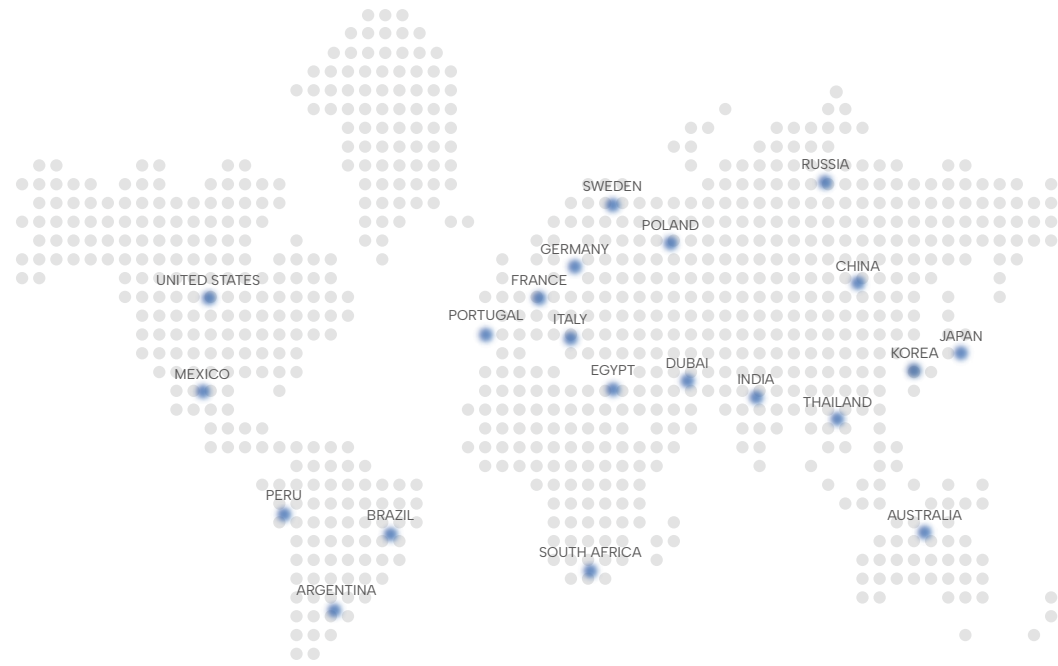 RUSSIA
SWEDEN
POLAND
GERMANY
CHINA
UNITED STATES
FRANCE
PORTUGAL
ITALY
JAPAN
KOREA
DUBAI
EGYPT
MEXICO
INDIA
THAILAND
PERU
BRAZIL
AUSTRALIA
SOUTH AFRICA
ARGENTINA